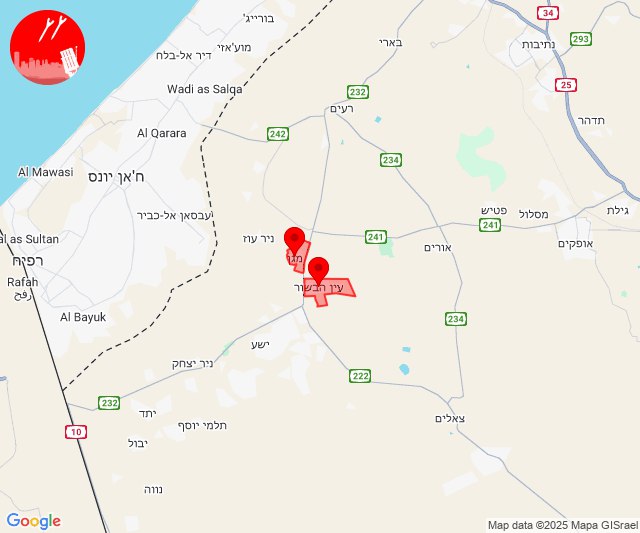 בורייג'
34
מוע'אזי
בארי
293
נתיבות
דיר אל-בלח
25
Wadi as Salqa
232
רעים
תדהר
Al Qarara
242
234
Al Mawasi
ח'אן יונס
עבסאן אל-כביר
פטיש
מסלול
גילת
al as Sultan
ניר עוז
241
241
אורים
אופקים
רפיח
מגן
Rafah
رفح
עין הבשור
Al Bayuk
234
ישע
ניר יצחק
222
232
יתד
צאלים
תלמי יוסף
10
יבול
נווה
Google
Map data ©2025 Mapa GISrael